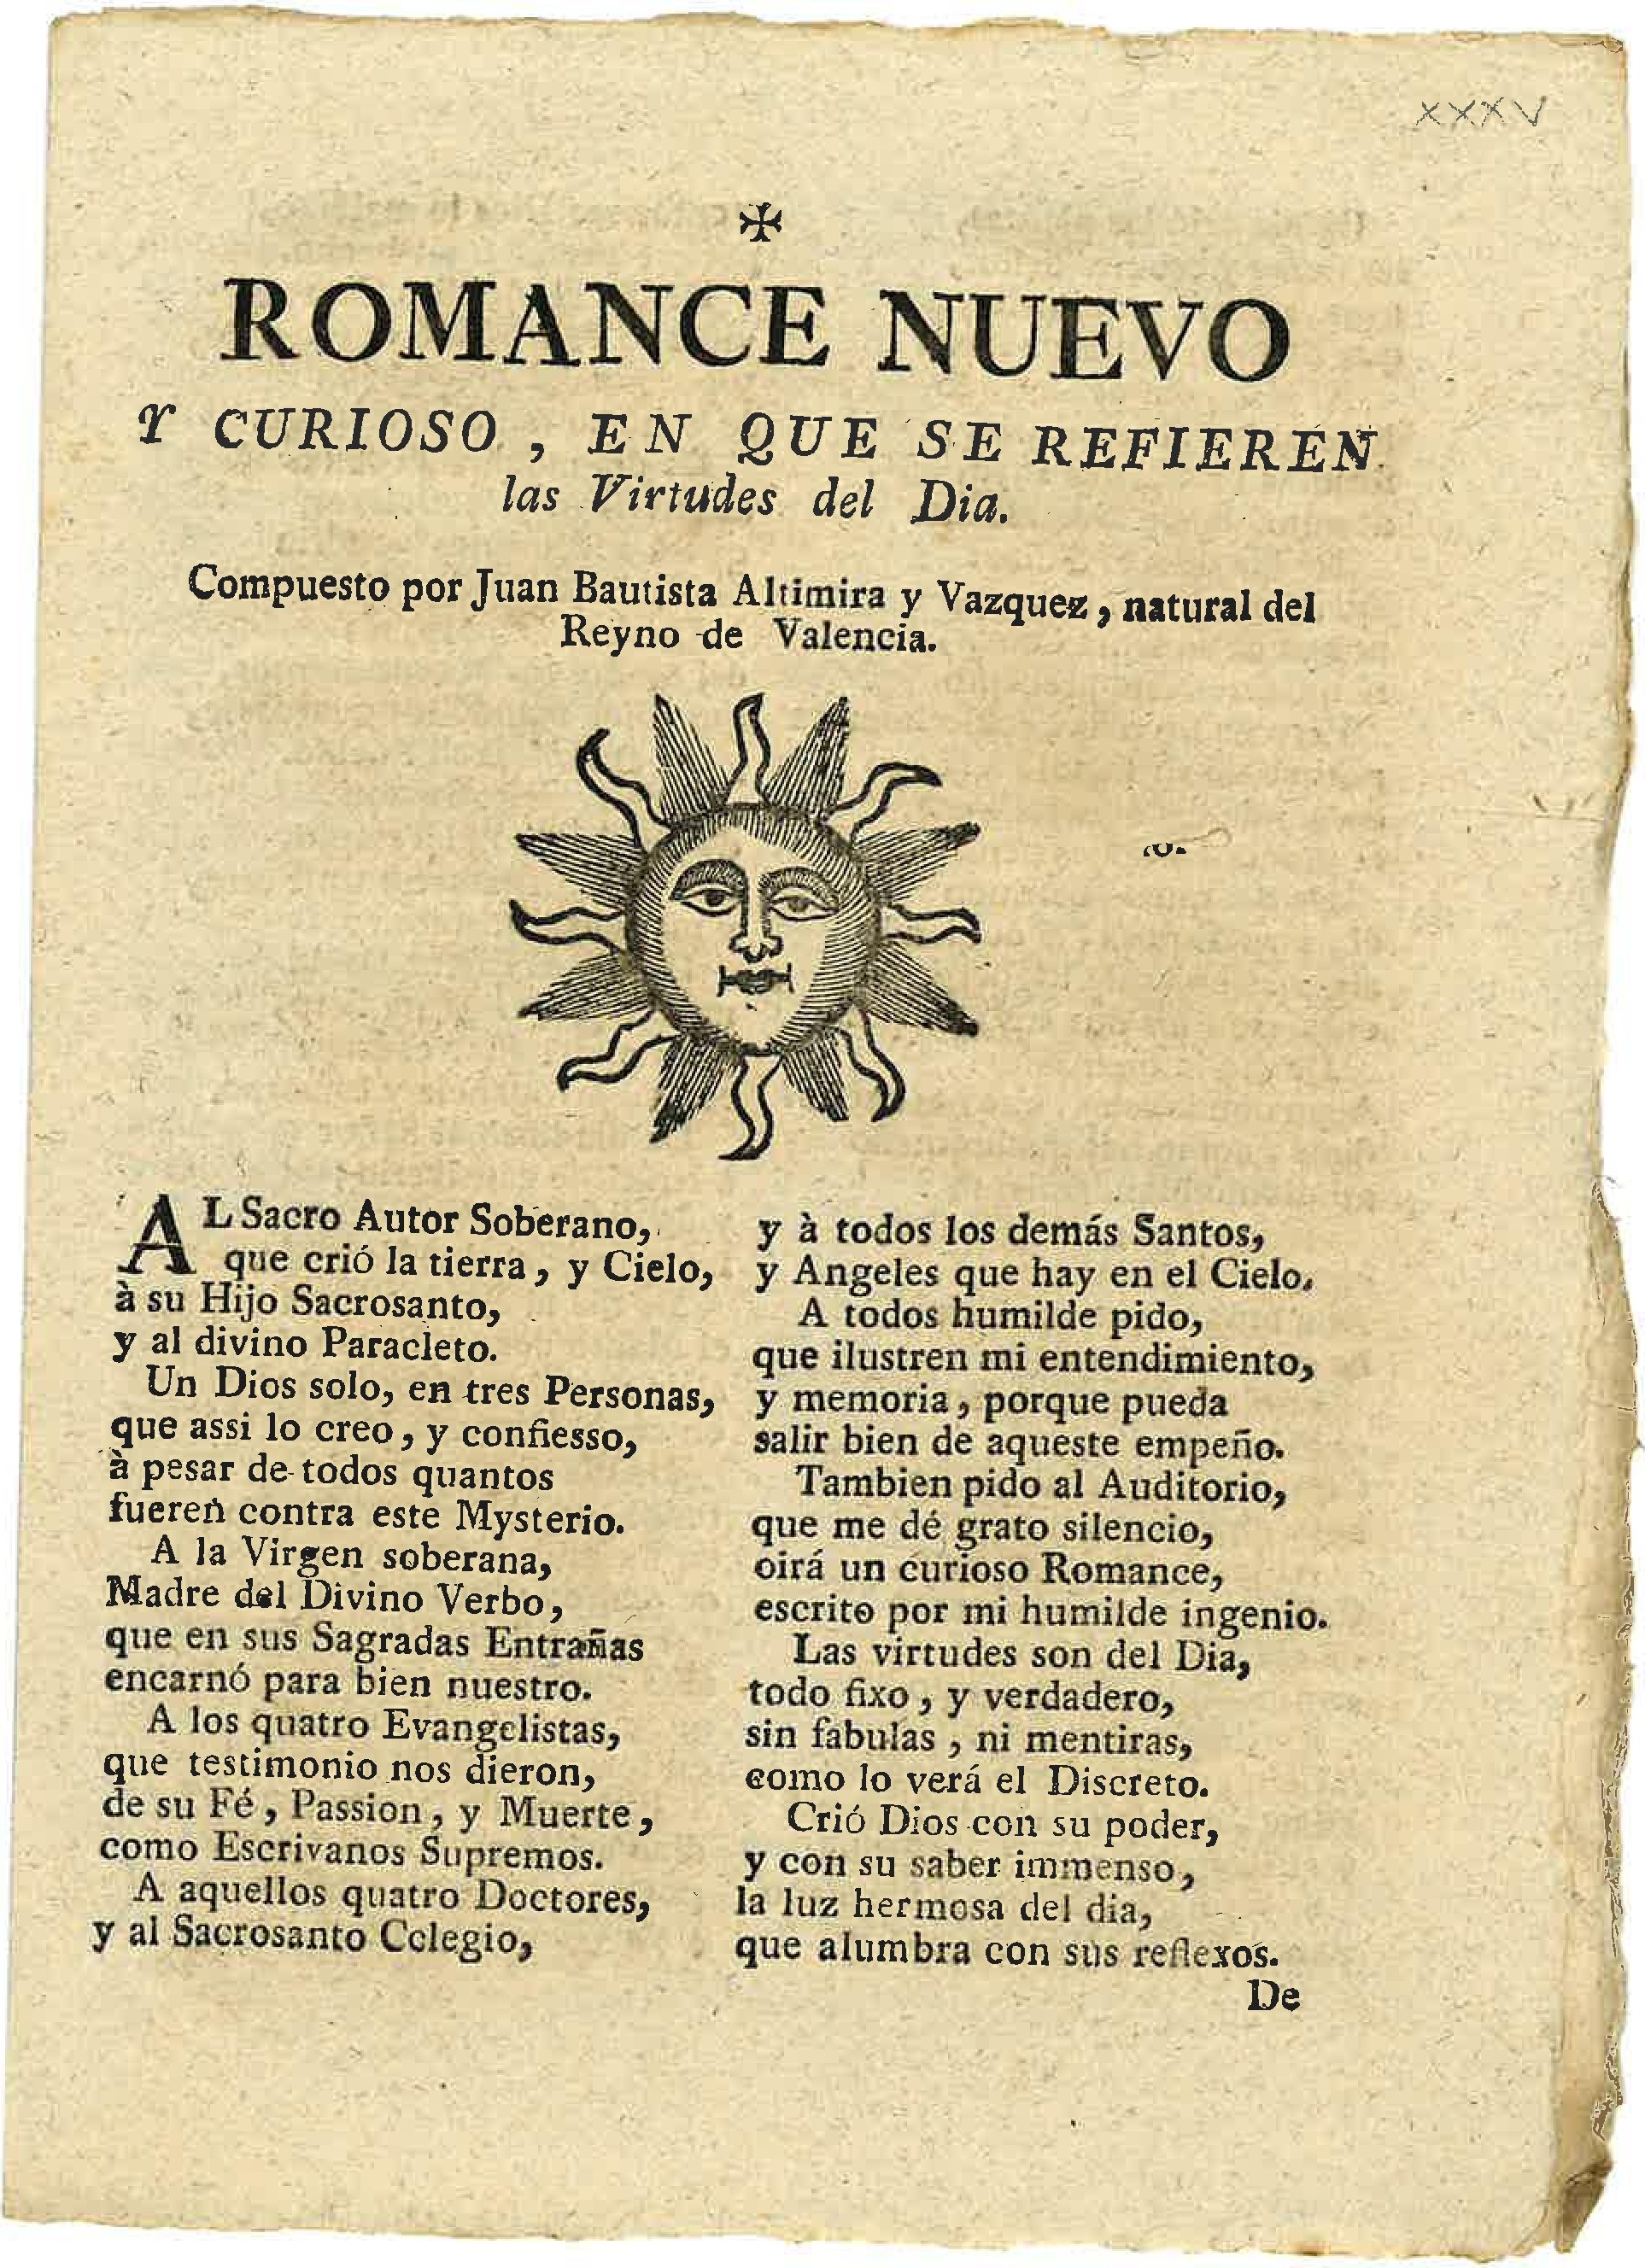 XXXV
✠
ROMANCE NUEVO
Y CURIOSO, EN QUE SE REFIEREN
las Virtudes del Dia.
Compuesto por Juan Bautista Altimira y Vazquez, natural del
Reyno de Valencia.
AL Sacro Autor Soberano,
que crió la tierra, y Cielo,
à su Hijo Sacrosanto,
y al divino Paracleto.
Un Dios solo, en tres Personas,
que assi lo creo, y confiesso,
à pesar de todos quantos
fueren contra este Mysterio.
A la Virgen soberana,
Madre del Divino Verbo,
que en sus Sagradas Entrañas
encarnó para bien nuestro.
A los quatro Evangelistas,
que testimonio nos dieron,
de su Fé, Passion, y Muerte,
como Escrivanos Supremos.
A aquellos quatro Doctores,
y al Sacrosanto Colegio,
y à todos los demás Santos,
y Angeles que hay en el Cielo.
A todos humilde pido,
que ilustren mi entendimiento,
y memoria, porque pueda
salir bien de aqueste empeño.
Tambien pido al Auditorio,
que me dé grato silencio,
oirá un curioso Romance,
escrito por mi humilde ingenio.
Las virtudes son del Dia,
todo fixo, y verdadero,
sin fabulas, ni mentiras,
como lo verá el Discreto.
Crió Dios con su poder,
y con su saber immenso,
la luz hermosa del dia,
que alumbra con sus reflexos.
De